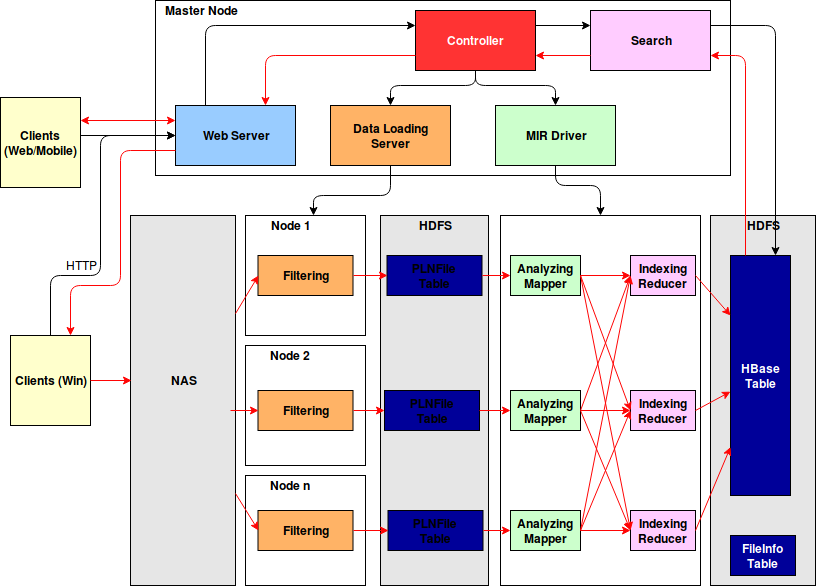 Master Node
Controller
Search
Clients
(Web/Mobile)
Web Server
Data Loading
Server
MIR Driver
HTTP
Clients (Win)
NAS
Node 1
Filtering
Node 2
Filtering
Node n
Filtering
HDFS
PLNFile
Table
PLNFile
Table
PLNFile
Table
Analyzing
Mapper
Indexing
Reducer
Analyzing
Mapper
Indexing
Reducer
Analyzing
Mapper
Indexing
Reducer
HDFS
HBase
Table
FileInfo
Table